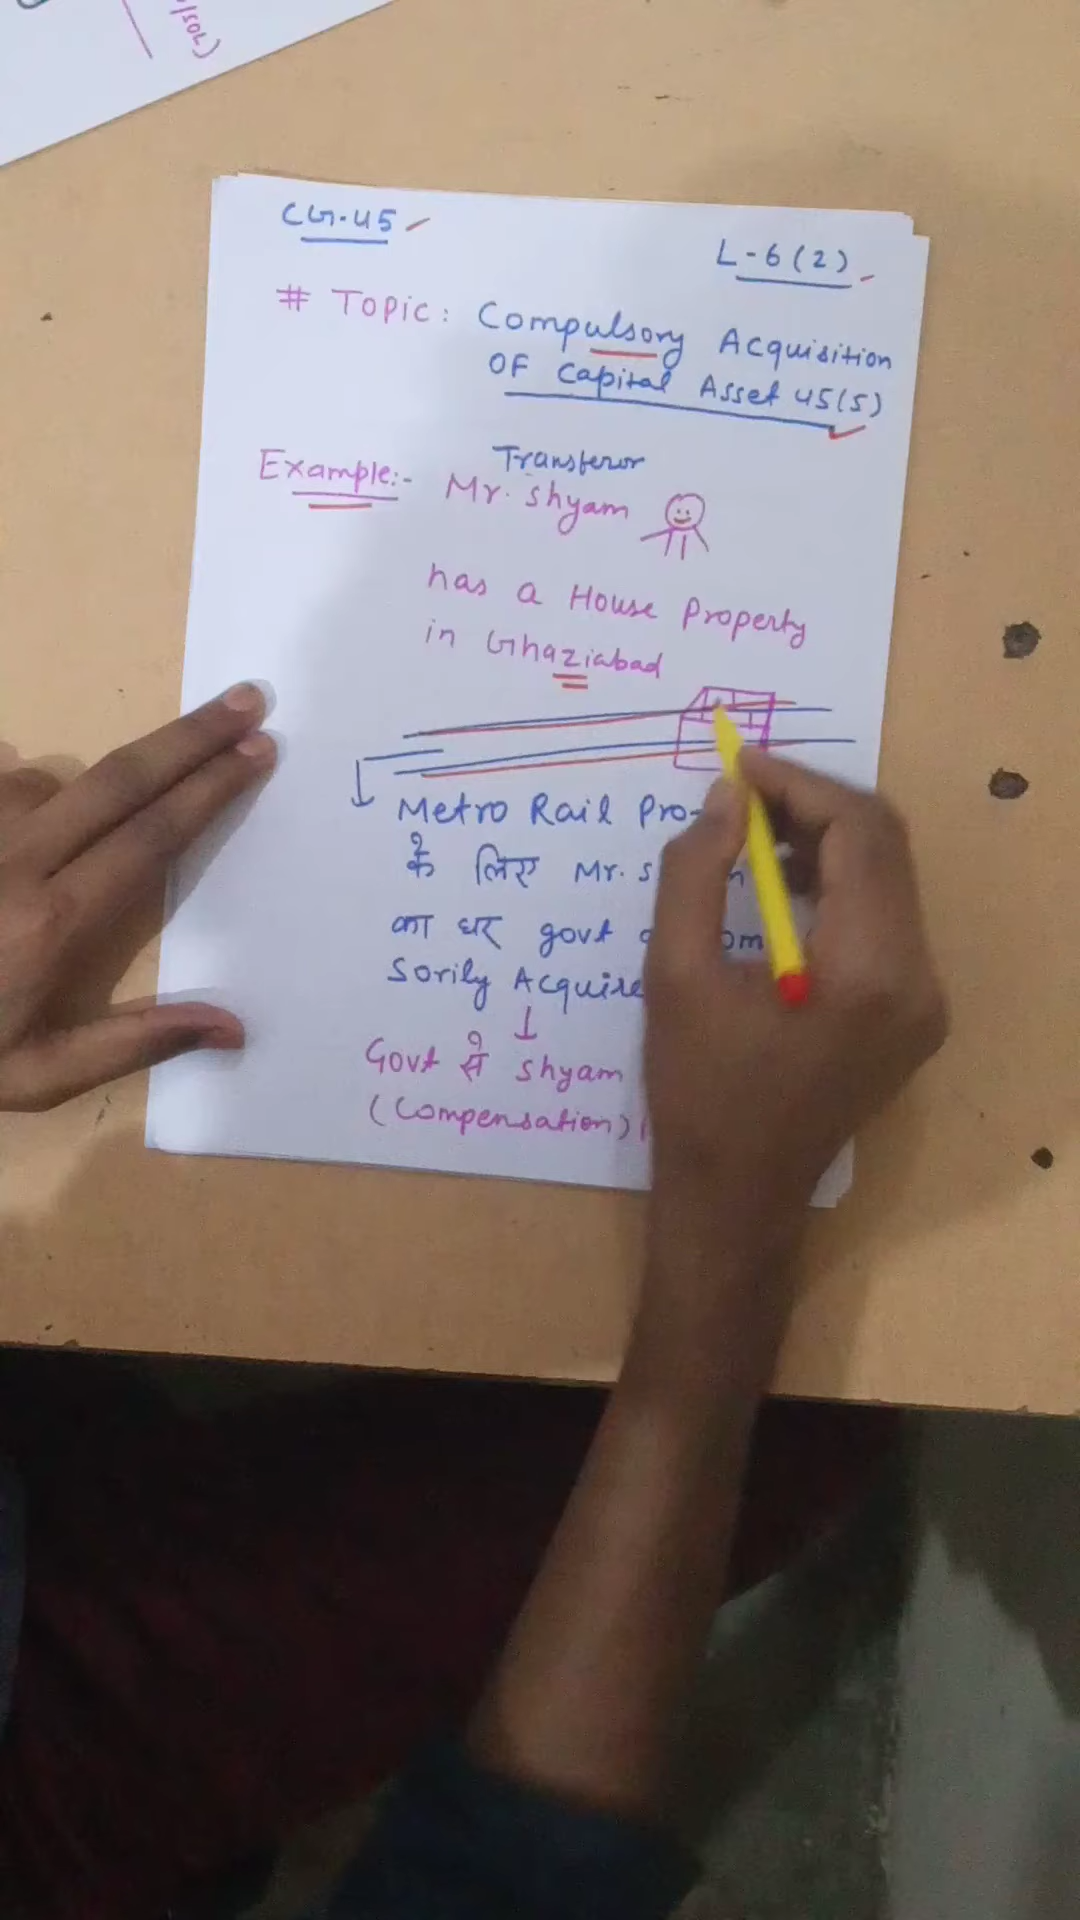 /SOL)
CG-45
L-6(2)
# Topic: Compulsory Acquisition
OF Capital Asset 45(5)
Transferor
Example:- Mr. Shyam
has a House Property
in Ghaziabad
Metro Rail Pro-
के लिए Mr. S
का घर govt
Sorily Acquire
Govt ने Shyam
(Compensation)